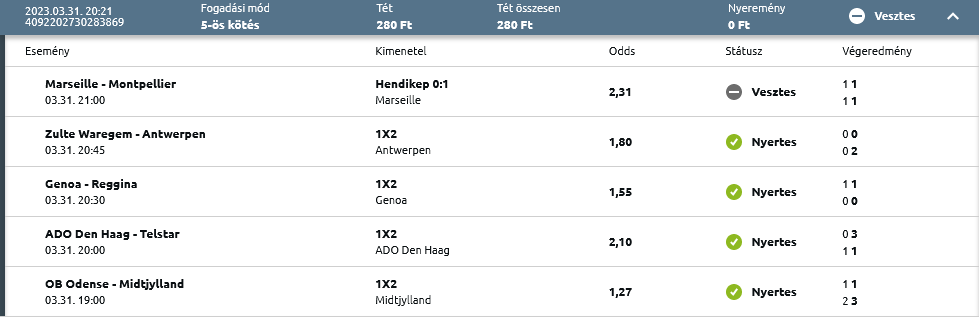 2023.03.31. 20:21 Fogadási mód Tét Tét összesen Nyeremény Vesztes
4092202730283869 5-ös kötés 280 Ft 280 Ft 0 Ft
Esemény Kimenetel Odds Státusz Végeredmény
Marseille - Montpellier Hendikep 0:1 2,31 Vesztes 1 1
03.31. 21:00 Marseille 1 1
Zulte Waregem - Antwerpen 1X2 1,80 Nyertes 0 0
03.31. 20:45 Antwerpen 0 2
Genoa - Reggina 1X2 1,55 Nyertes 1 1
03.31. 20:30 Genoa 0 0
ADO Den Haag - Telstar 1X2 2,10 Nyertes 0 3
03.31. 20:00 ADO Den Haag 1 1
OB Odense - Midtjylland 1X2 1,27 Nyertes 1 1
03.31. 19:00 Midtjylland 2 3